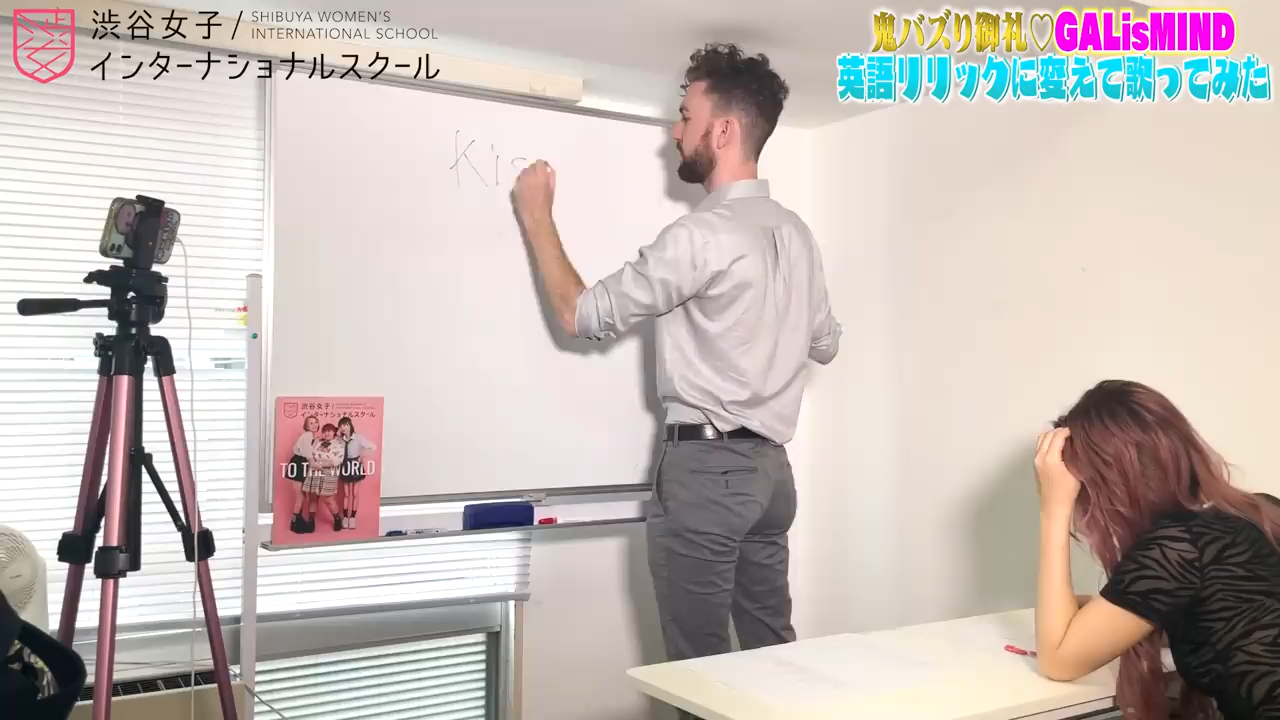 渋谷女子/
SHIBUYA WOMEN'S
INTERNATIONAL SCHOOL
インターナショナルスクール
鬼バズり御礼♡GALisMIND
英語リリックに変えて歌ってみた
Kis
渋谷女子/
インターナショナルスクール
TO THE WORLD